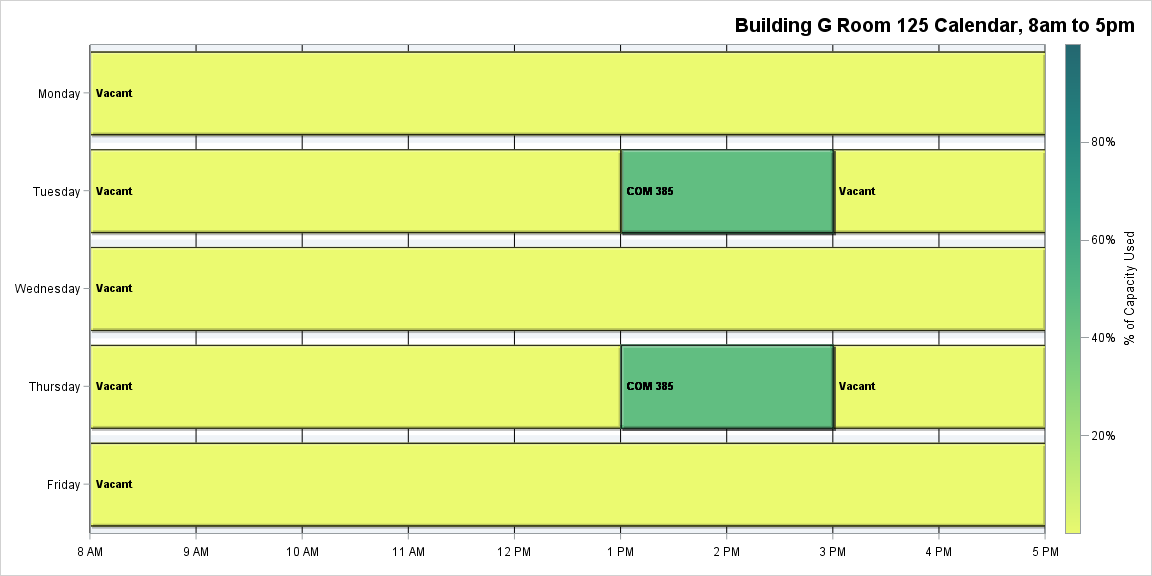 Building G Room 125 Calendar, 8am to 5pm
Monday
Vacant
Tuesday
Vacant
COM 385
Vacant
Wednesday
Vacant
Thursday
Vacant
COM 385
Vacant
Friday
Vacant
8 AM 9 AM 10 AM 11 AM 12 PM 1 PM 2 PM 3 PM 4 PM 5 PM
80%
60%
40%
20%
% of Capacity Used